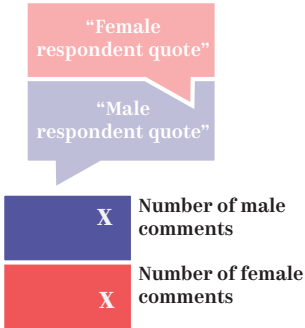 “Female
respondent quote”
“Male
respondent quote”
X
Number of male
comments
X
Number of female
comments